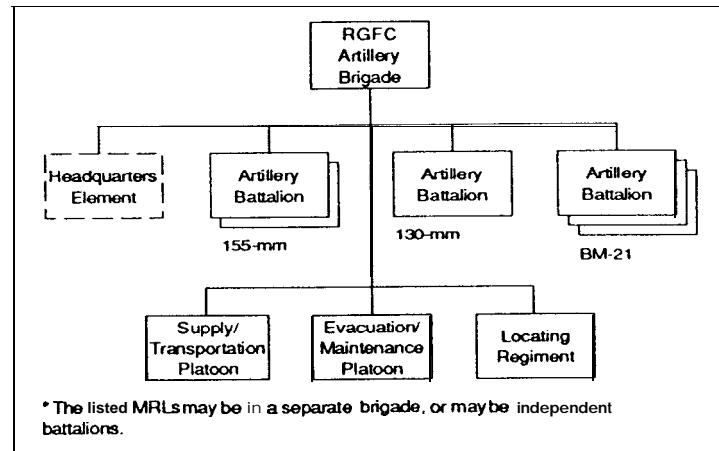 RGFC
Artillery
Brigade
Headquarters
Element
Artillery
Battalion
155-mm
Artillery
Battalion
130-mm
Artillery
Battalion
BM-21
Supply/
Transportation
Platoon
Evacuation/
Maintenance
Platoon
Locating
Regiment
* The listed MRLs may be in a separate brigade, or may be independent
battalions.